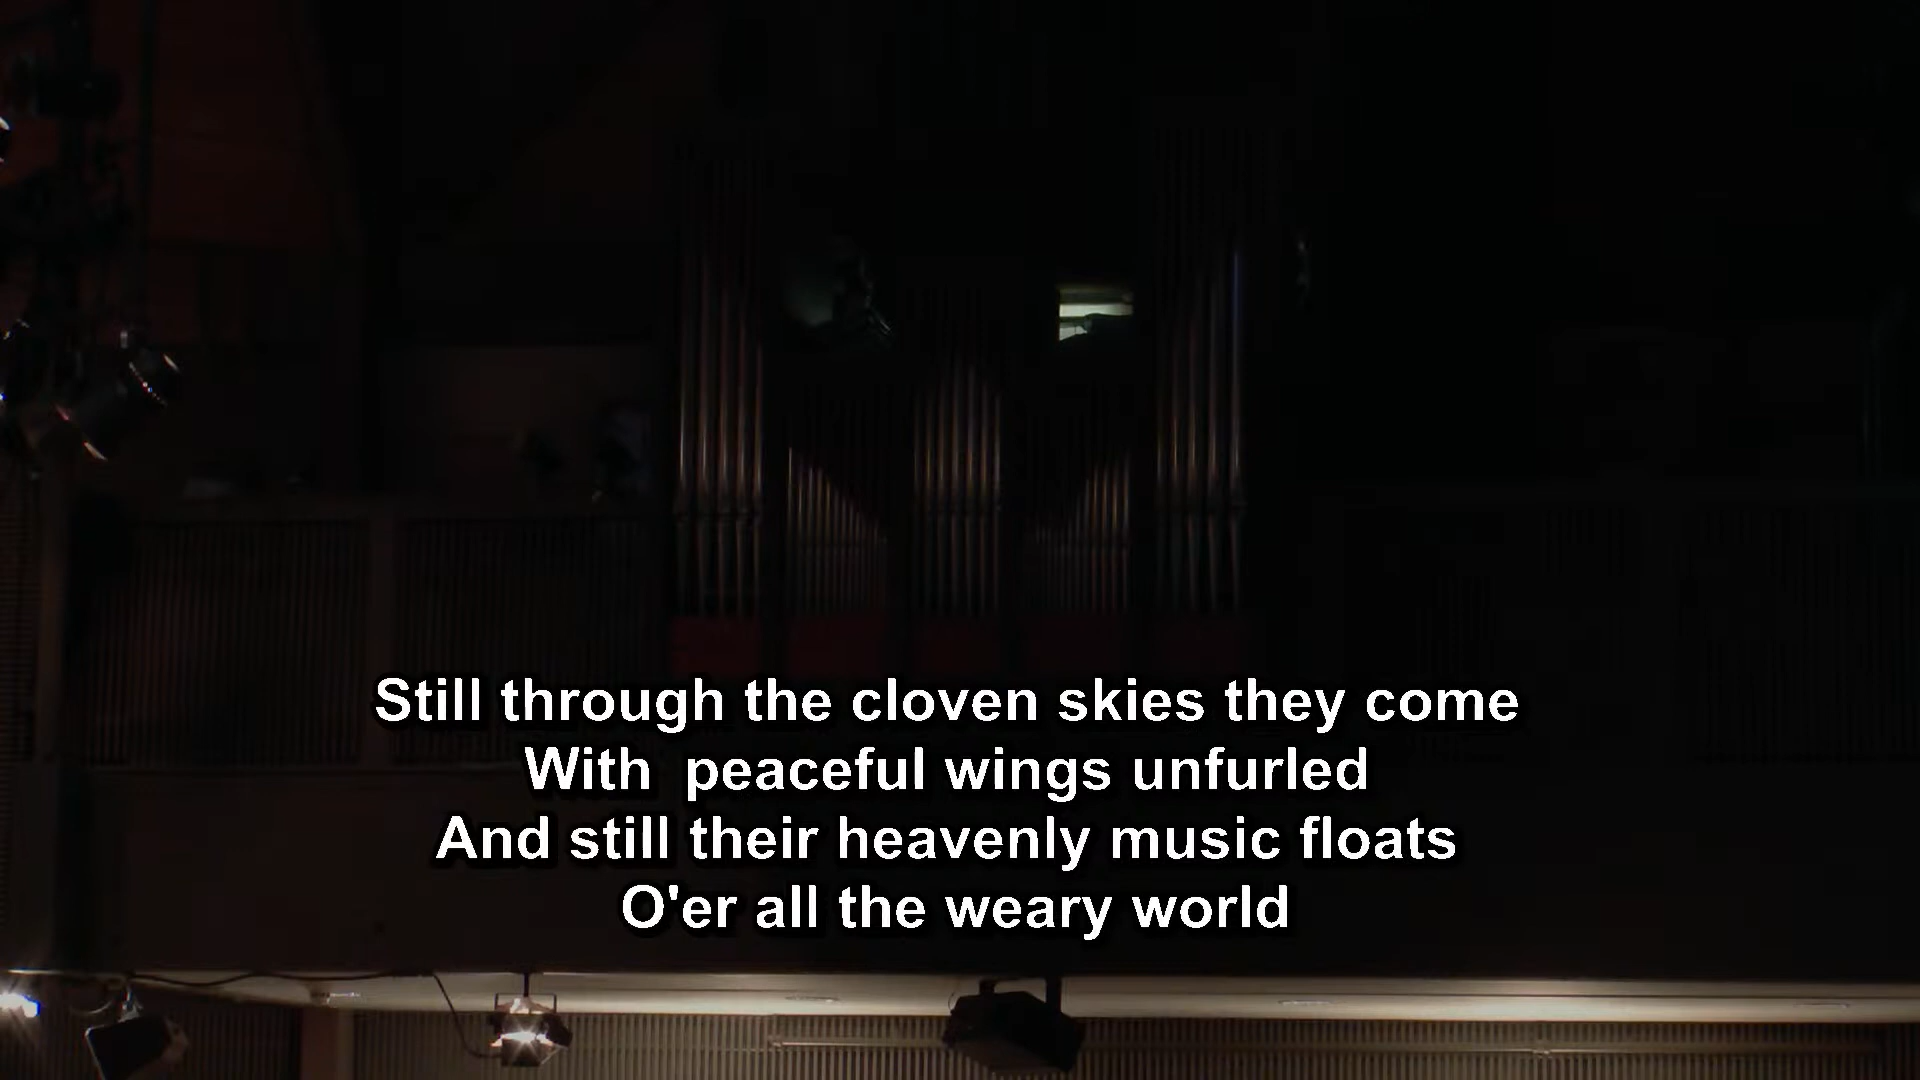 Still through the cloven skies they come
With  peaceful wings unfurled
And still their heavenly music floats
O'er all the weary world